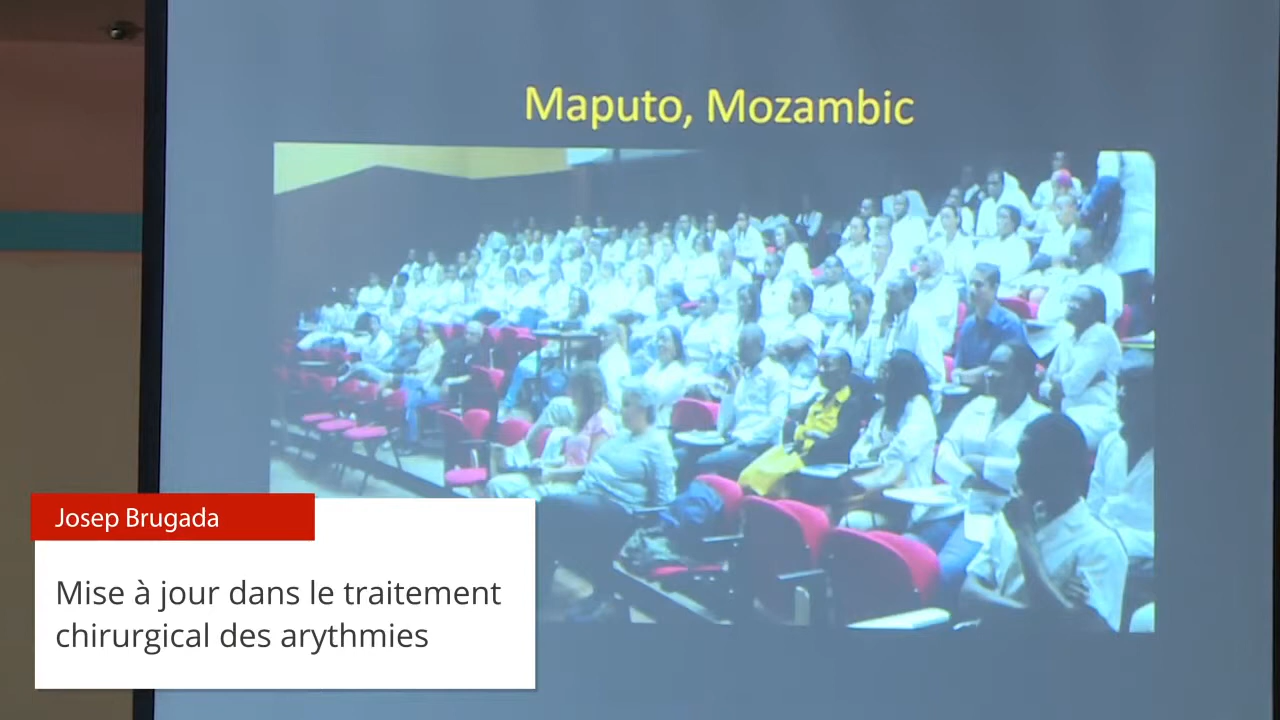 Maputo, Mozambic
Josep Brugada
Mise à jour dans le traitement
chirurgical des arythmies